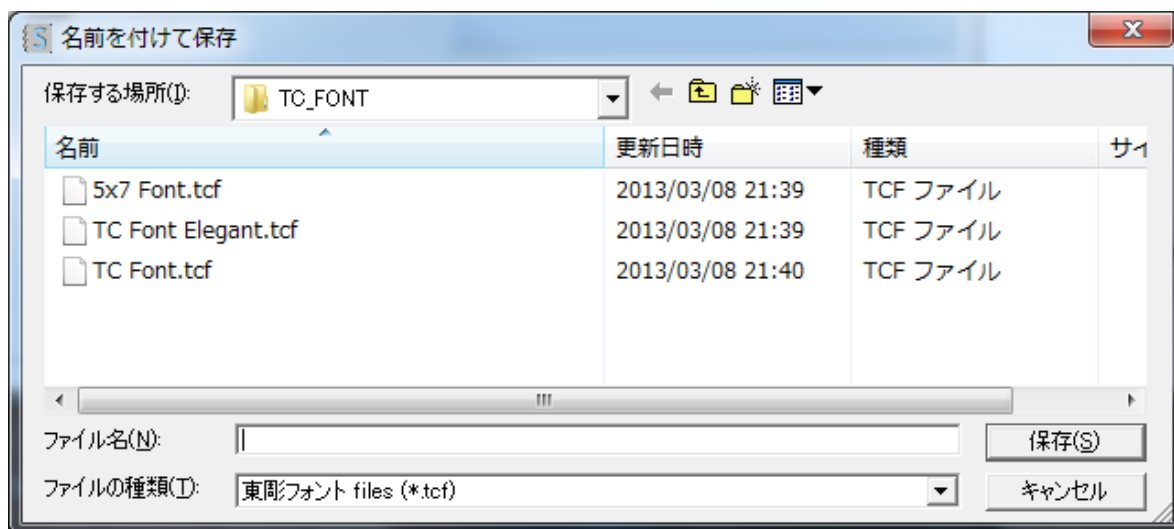 名前を付けて保存
保存する場所(I): TC_FONT
名前 更新日時 種類 サイ
5x7 Font.tcf 2013/03/08 21:39 TCF ファイル
TC Font Elegant.tcf 2013/03/08 21:39 TCF ファイル
TC Font.tcf 2013/03/08 21:40 TCF ファイル
ファイル名(N): 保存(S)
ファイルの種類(T): 東彫フォント files (*.tcf) キャンセル